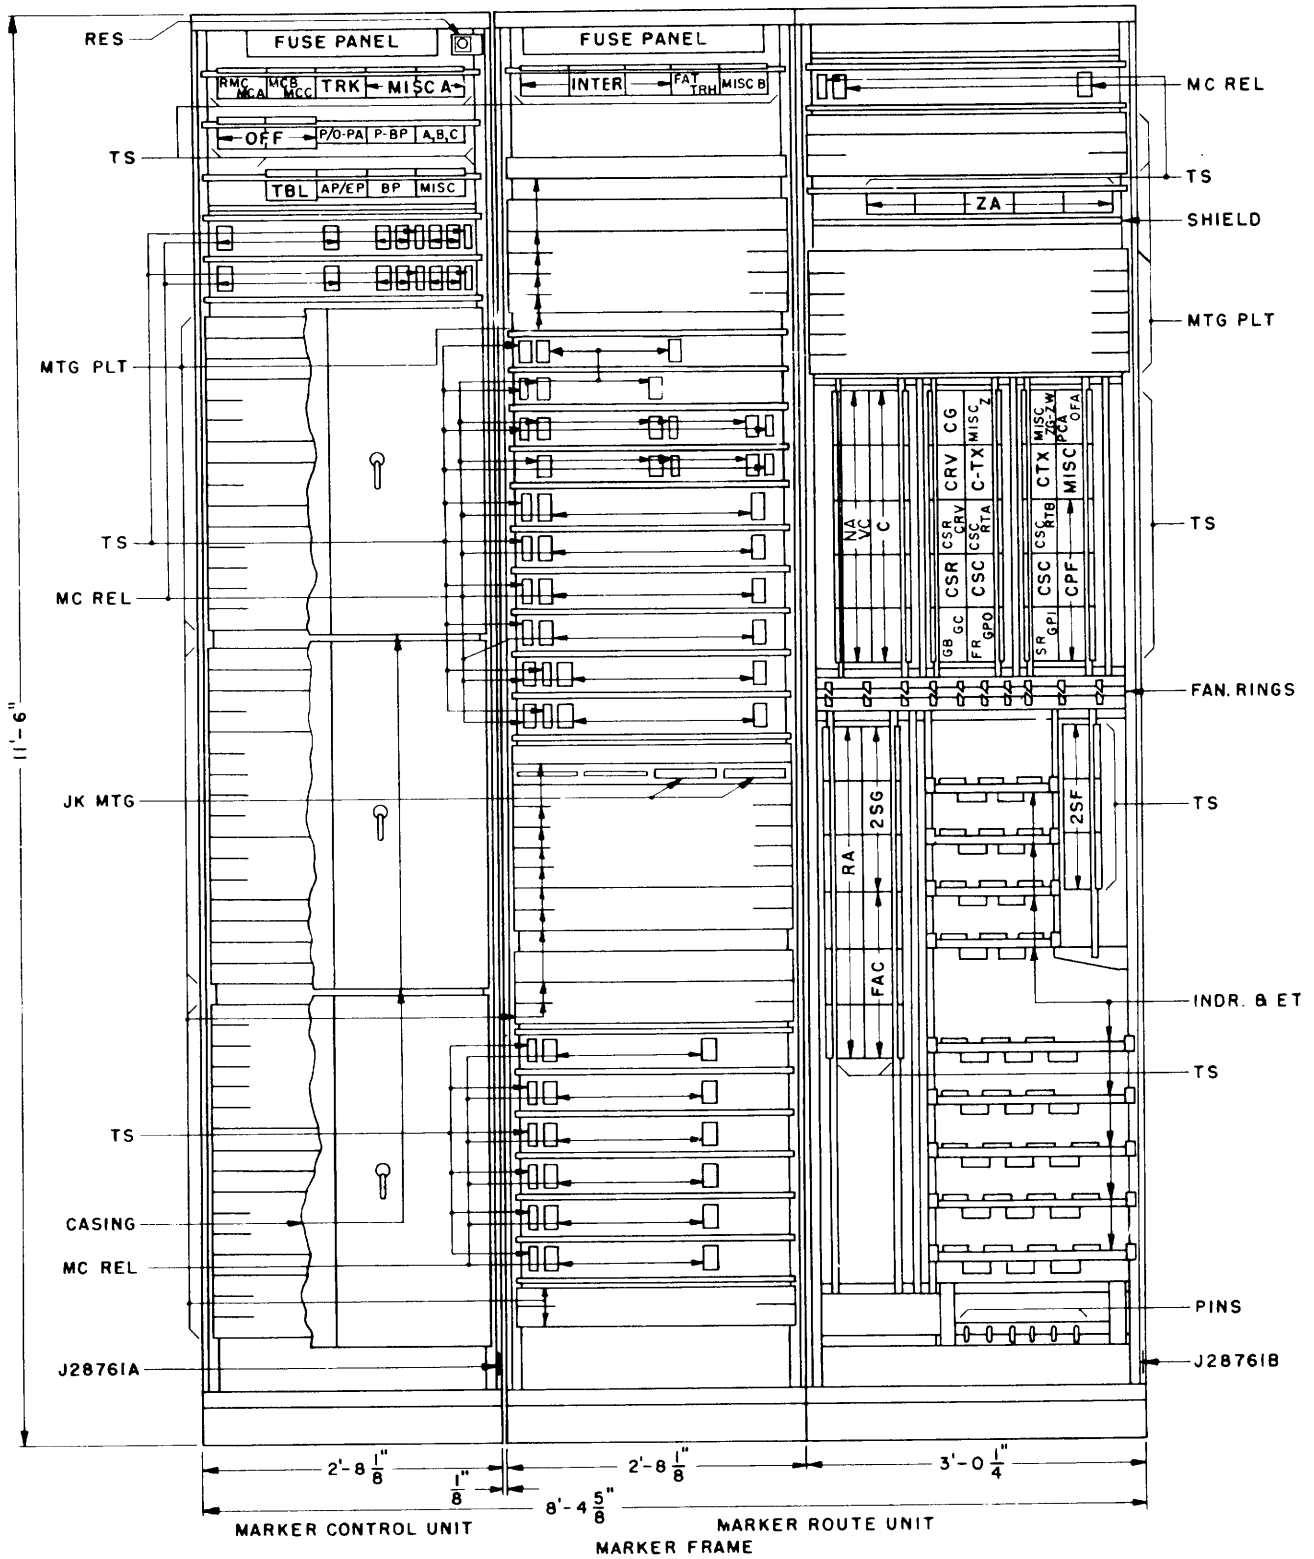 RES
FUSE PANEL
FUSE PANEL
RMC MCA
MCB MCC
TRK
MISC A
INTER
FAT TRH
MISC B
MC REL
OFF
P/O-PA
P-BP
A,B,C
TS
TBL
AP/EP
BP
MISC
TS
ZA
SHIELD
MTG PLT
MTG PLT
NA VC
C
CRV
CG
C-TX
MISC Z
CTX
MISC ZG-ZW
MISC
PCA OFA
CSR
CSR CRV
CSC
CSC RTA
CSC
CSC RTB
CPF
GB GC
FR GPO
SR GPI
TS
TS
MC REL
FAN. RINGS
11'-6"
JK MTG
RA
2SG
FAC
2SF
TS
INDR. & ET
TS
TS
CASING
MC REL
PINS
J28761A
J28761B
2'-8 1/8"
1/8"
2'-8 1/8"
3'-0 1/4"
8'-4 5/8"
MARKER CONTROL UNIT
MARKER ROUTE UNIT
MARKER FRAME